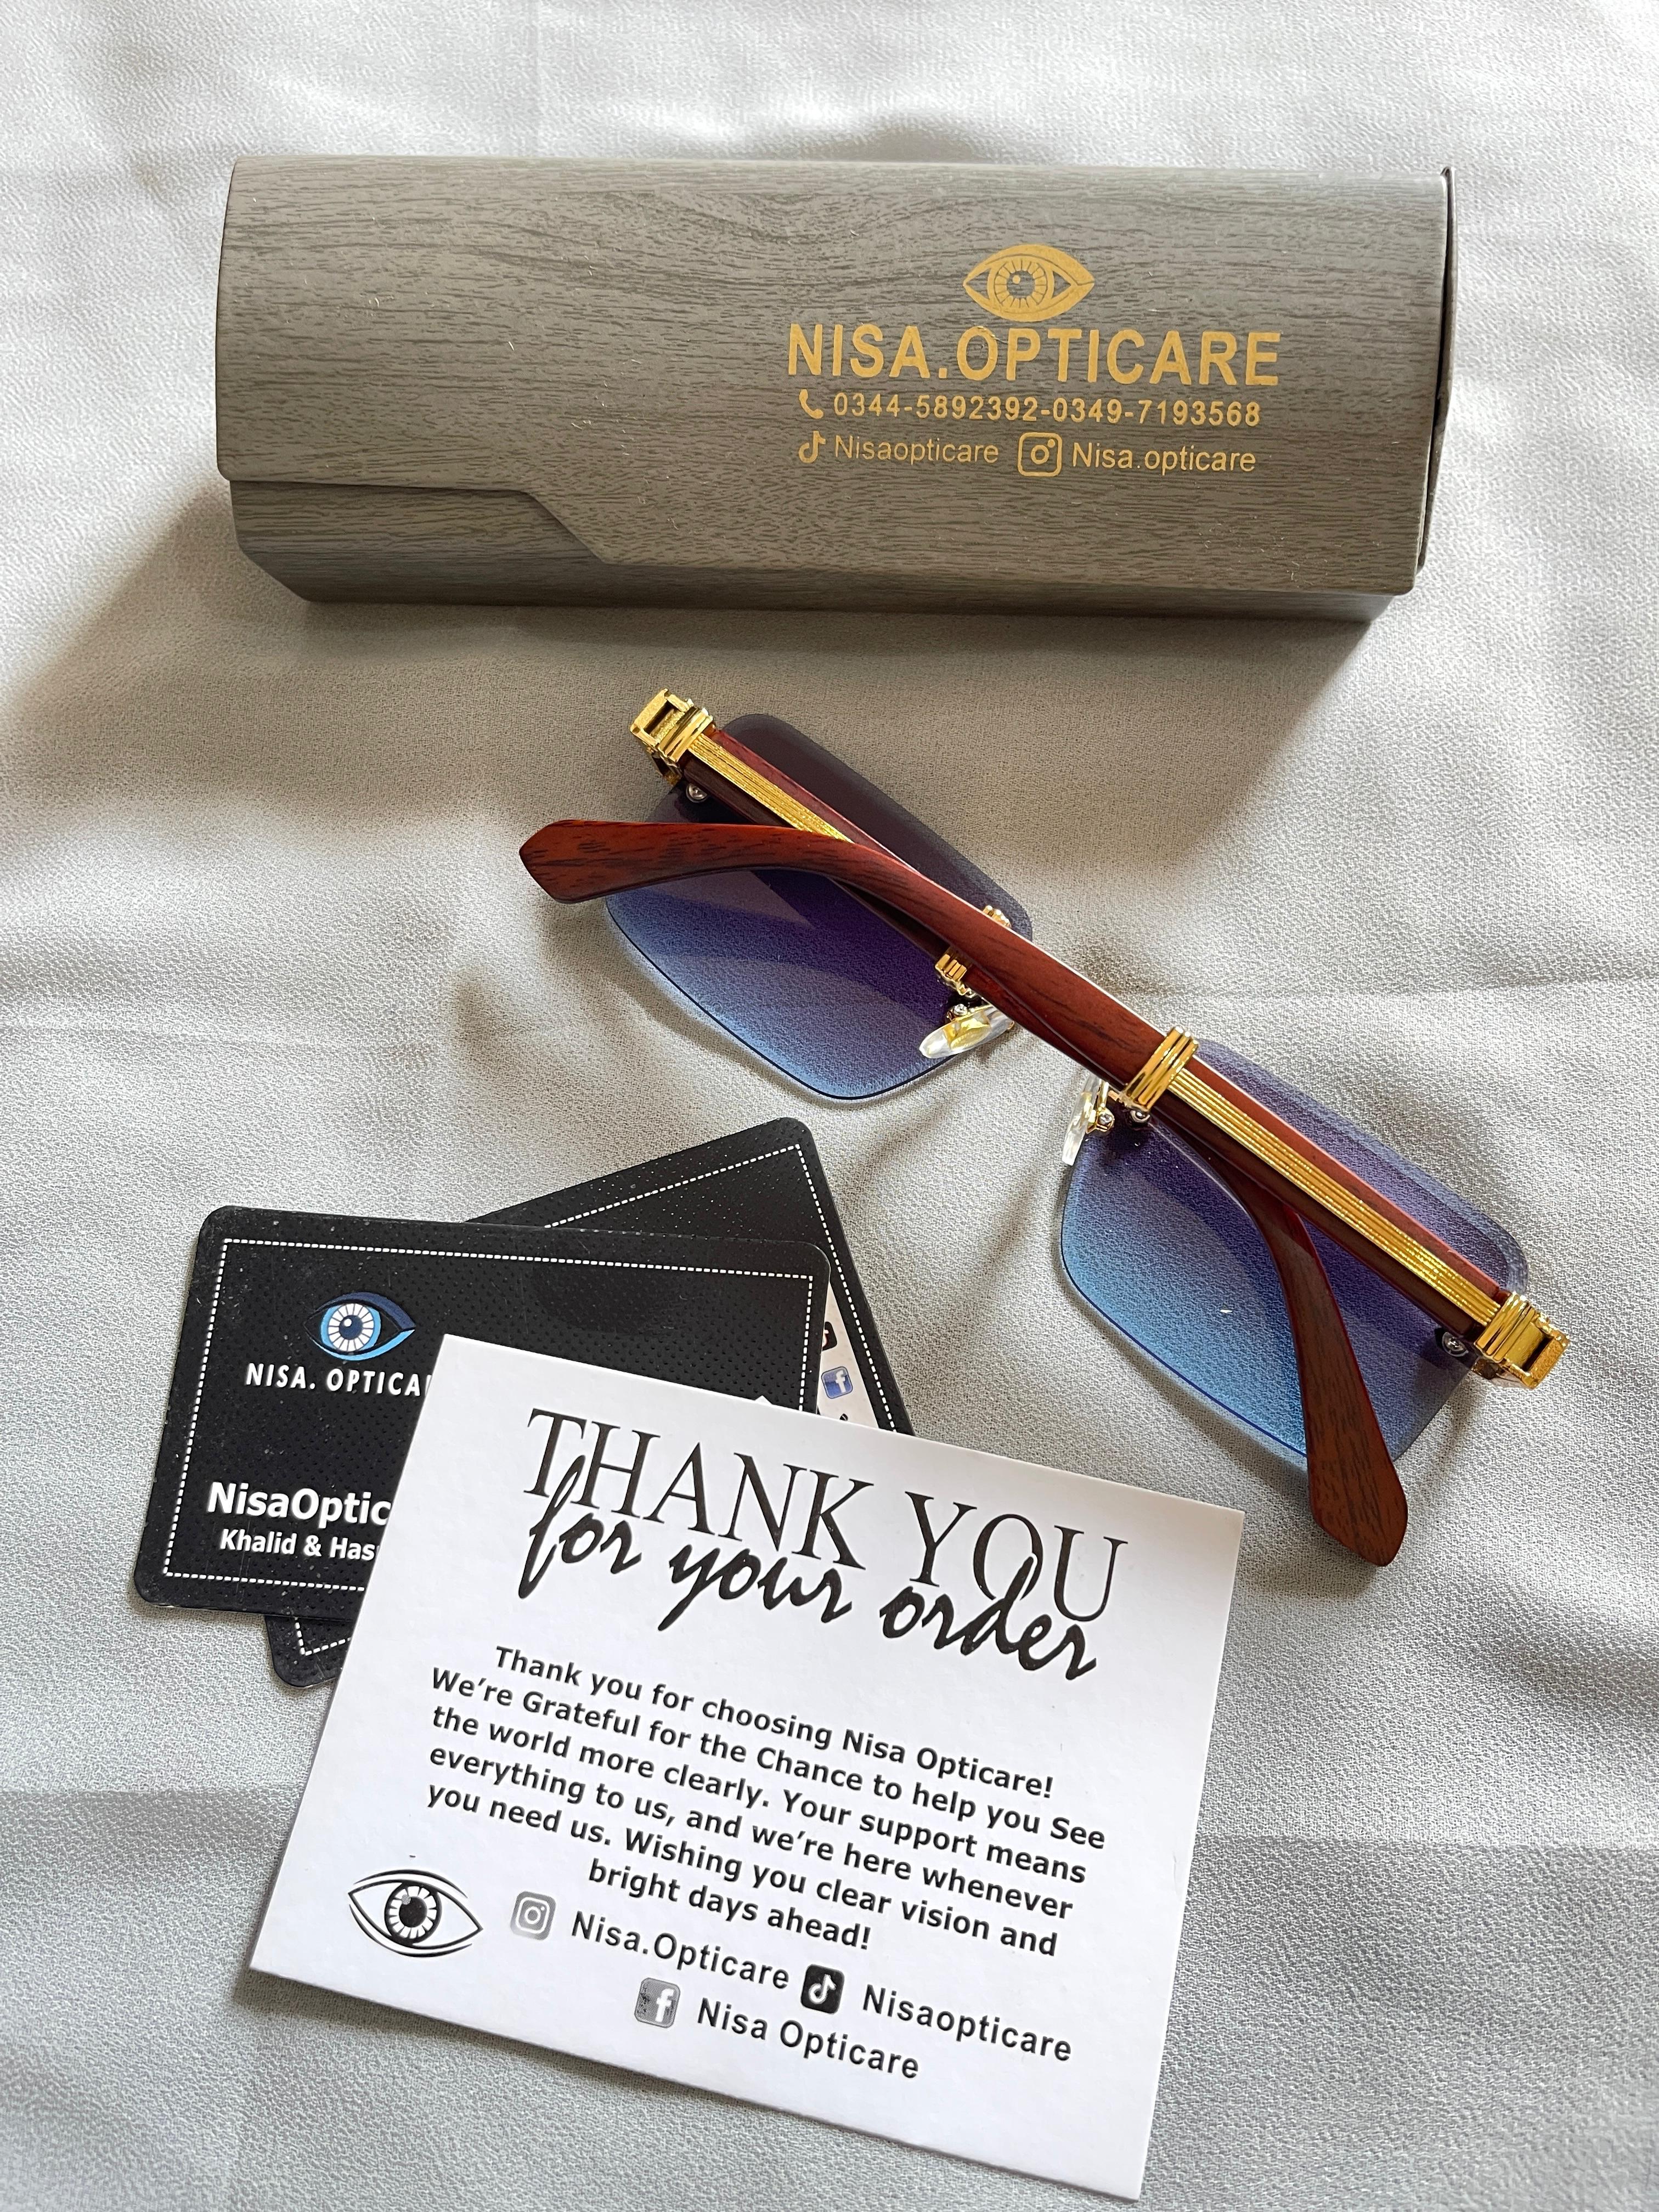 NISA.OPTICARE
0344-5892392-0349-7193568
Nisaopticare Nisa.opticare
NISA. OPTICA
NisaOptic
Khalid & Has
THANK YOU
for your order
Thank you for choosing Nisa Opticare!
We're Grateful for the Chance to help you See
the world more clearly. Your support means
everything to us, and we're here whenever
you need us. Wishing you clear vision and
bright days ahead!
Nisa.Opticare Nisaopticare
Nisa Opticare